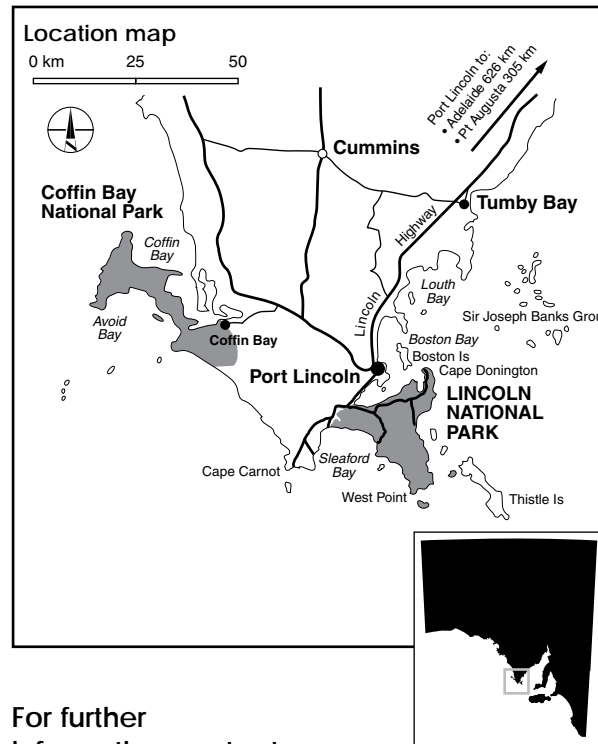 Location map
0 km 25 50
Port Lincoln to:
• Adelaide 626 km
• Pt Augusta 305 km
Cummins
Coffin Bay
National Park
Coffin
Bay
Tumby Bay
Highway
Lincoln
Louth
Bay
Avoid
Bay
Sir Joseph Banks Grou
Coffin Bay
Boston Bay
Boston Is
Port Lincoln
Cape Donington
LINCOLN
NATIONAL
PARK
Sleaford
Bay
Cape Carnot
West Point
Thistle Is
For further